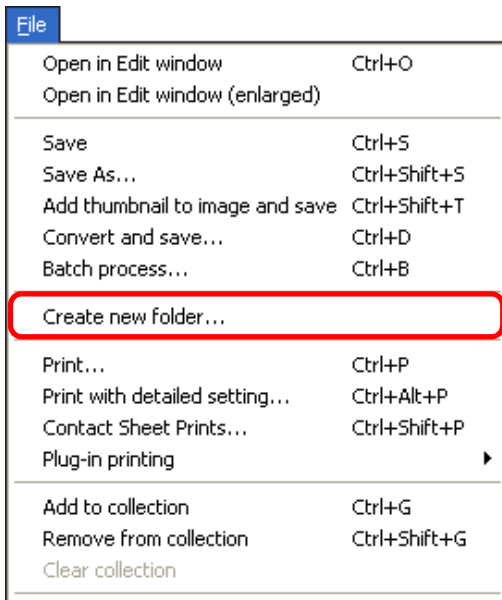 File
Open in Edit window Ctrl+O
Open in Edit window (enlarged)
Save Ctrl+S
Save As... Ctrl+Shift+S
Add thumbnail to image and save Ctrl+Shift+T
Convert and save... Ctrl+D
Batch process... Ctrl+B
Create new folder...
Print... Ctrl+P
Print with detailed setting... Ctrl+Alt+P
Contact Sheet Prints... Ctrl+Shift+P
Plug-in printing
Add to collection Ctrl+G
Remove from collection Ctrl+Shift+G
Clear collection